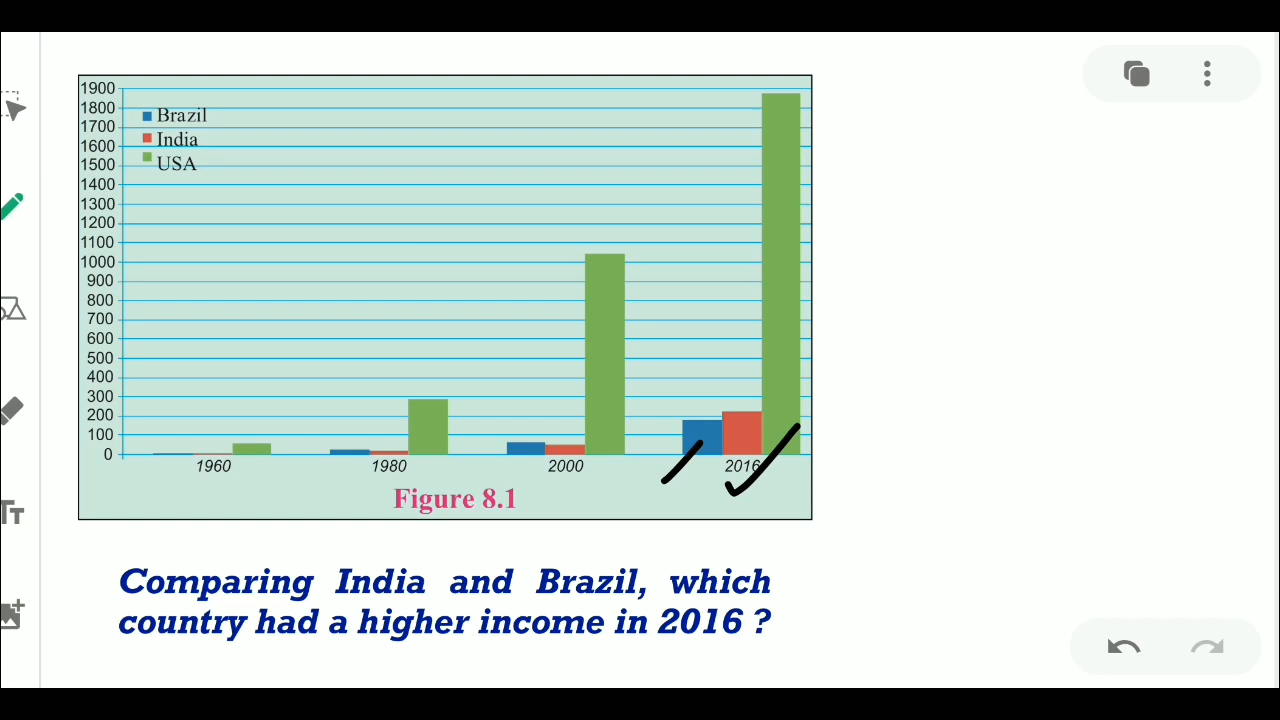 1900
1800
1700
1600
1500
1400
1300
1200
1100
1000
900
800
700
600
500
400
300
200
100
0
Brazil
India
USA
1960 1980 2000 2016
Figure 8.1
Comparing India and Brazil, which
country had a higher income in 2016 ?